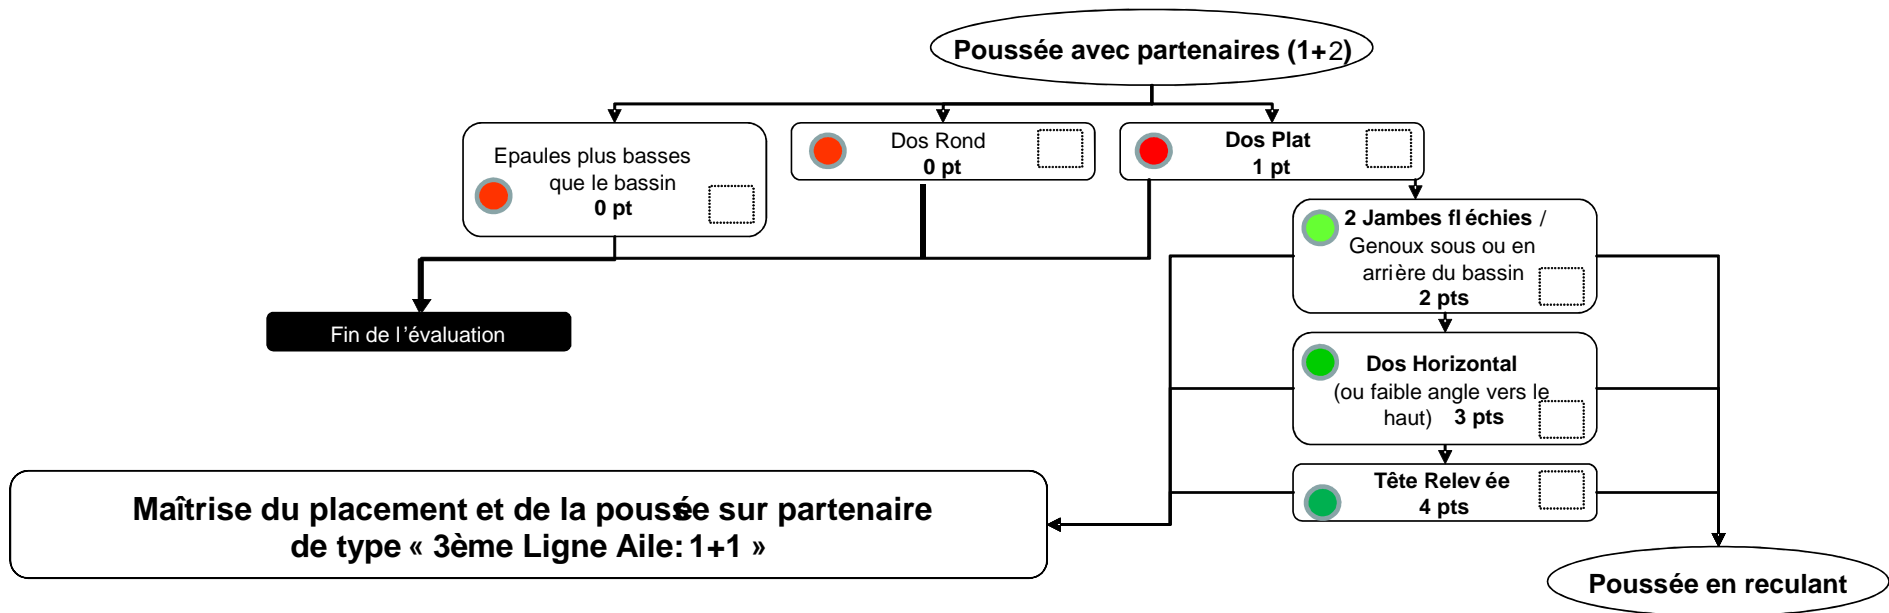 Poussée avec partenaires (1+2)
Epaules plus basses
que le bassin
0 pt
Dos Rond
0 pt
Dos Plat
1 pt
2 Jambes fléchies /
Genoux sous ou en
arrière du bassin
2 pts
Fin de l'évaluation
Dos Horizontal
(ou faible angle vers le
haut) 3 pts
Tête Relevée
4 pts
Maîtrise du placement et de la poussée sur partenaire
de type « 3ème Ligne Aile: 1+1 »
Poussée en reculant